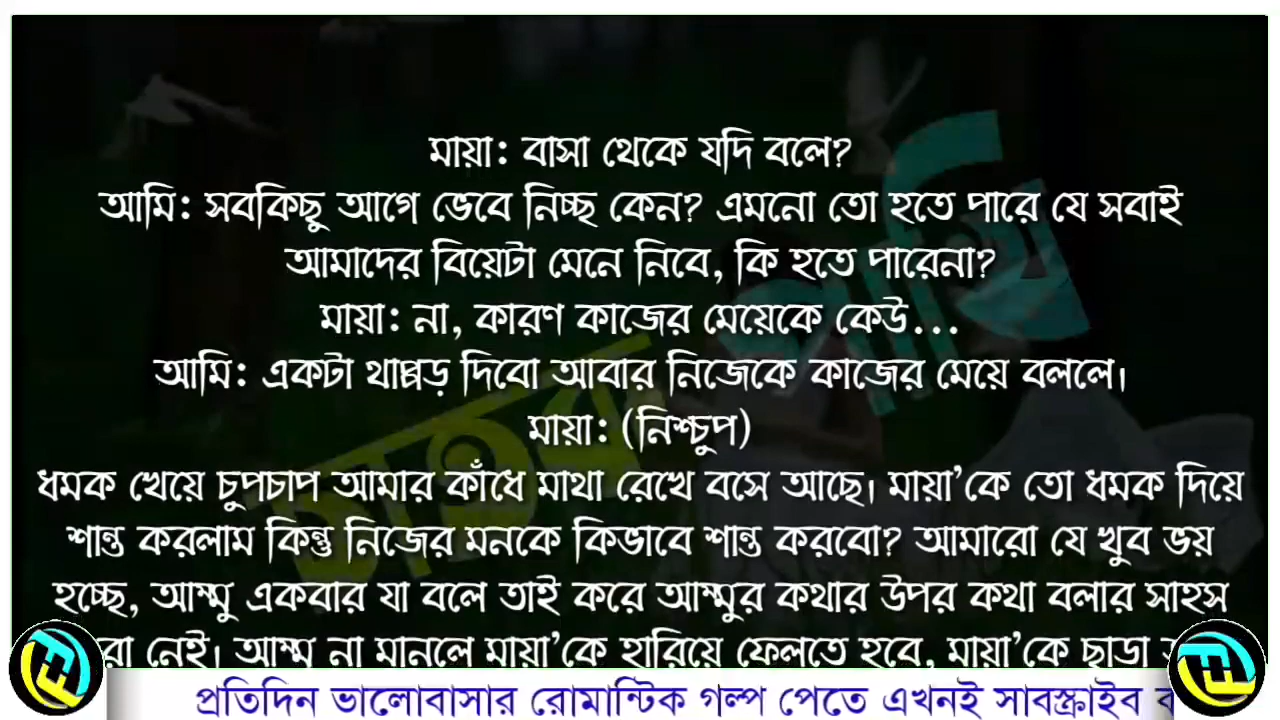 মায়া: বাসা থেকে যদি বলে?
আমি: সবকিছু আগে ভেবে নিচ্ছ কেন? এমনো তো হতে পারে যে সবাই
আমাদের বিয়েটা মেনে নিবে, কি হতে পারেনা?
মায়া: না, কারণ কাজের মেয়েকে কেউ...
আমি: একটা থাপ্পড় দিবো আবার নিজেকে কাজের মেয়ে বললে।
মায়া: (নিশ্চুপ)
ধমক খেয়ে চুপচাপ আমার কাঁধে মাথা রেখে বসে আছে। মায়া’কে তো ধমক দিয়ে
শান্ত করলাম কিন্তু নিজের মনকে কিভাবে শান্ত করবো? আমারো যে খুব ভয়
হচ্ছে, আম্মু একবার যা বলে তাই করে আম্মুর কথার উপর কথা বলার সাহস
নেই। আম্মু না মানলে মায়া’কে হারিয়ে ফেলতে হবে, মায়া’কে ছাড়া
প্রতিদিন ভালোবাসার রোমান্টিক গল্প পেতে এখনই সাবস্ক্রাইব